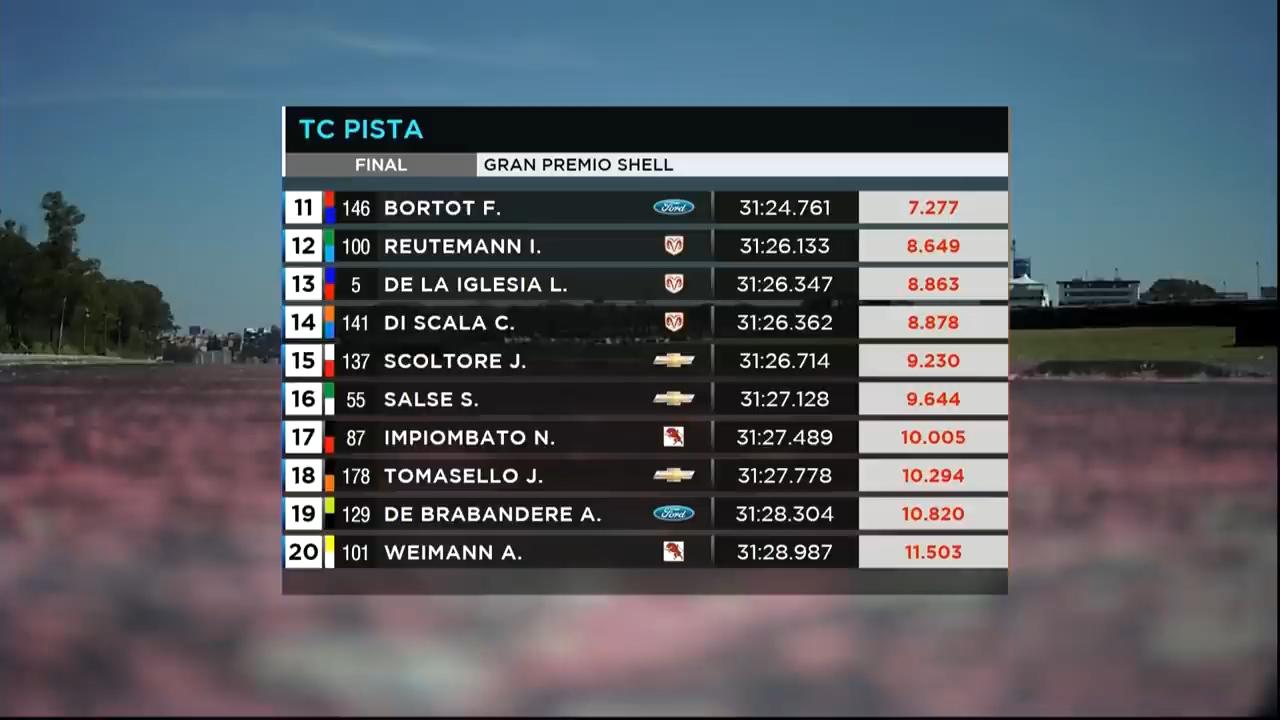 TC PISTA
FINAL GRAN PREMIO SHELL
11 146 BORTOT F. Ford 31:24.761 7.277
12 100 REUTEMANN I. 31:26.133 8.649
13 5 DE LA IGLESIA L. 31:26.347 8.863
14 141 DI SCALA C. 31:26.362 8.878
15 137 SCOLTORE J. 31:26.714 9.230
16 55 SALSE S. 31:27.128 9.644
17 87 IMPIOMBATO N. 31:27.489 10.005
18 178 TOMASELLO J. 31:27.778 10.294
19 129 DE BRABANDERE A. Ford 31:28.304 10.820
20 101 WEIMANN A. 31:28.987 11.503